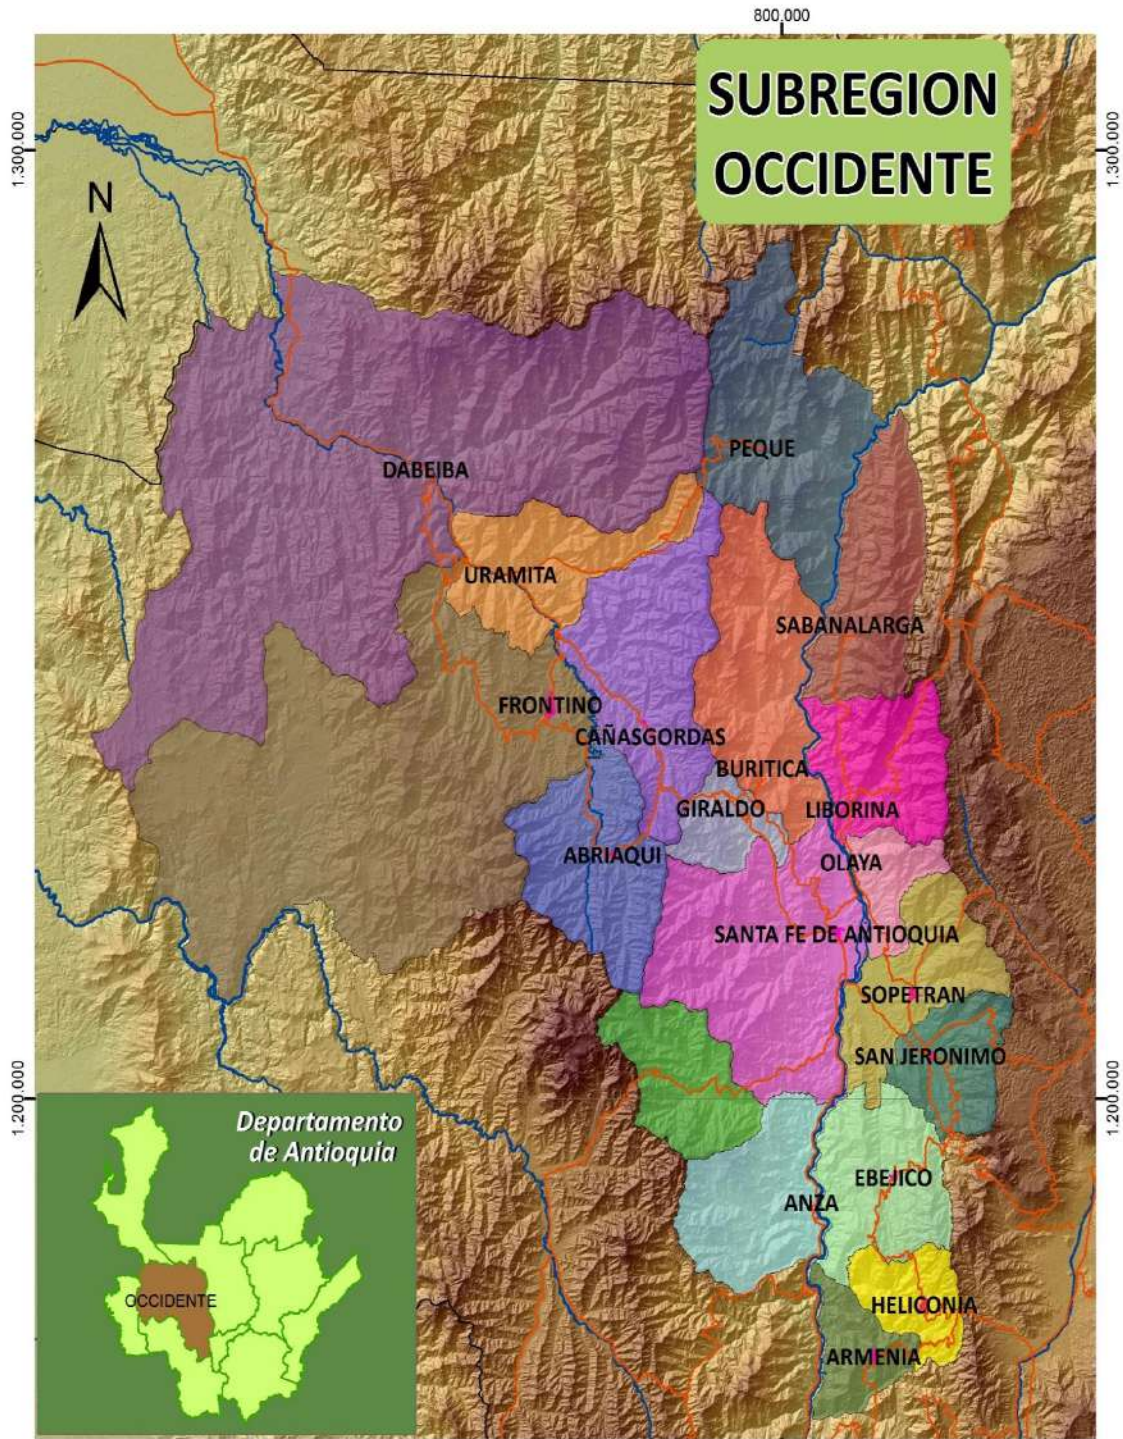 800.000
SUBREGION
OCCIDENTE
1.300.000
1.300.000
N
PEQUE
DABEIBA
URAMITA
SABANALARGA
FRONTINO
CAÑASGORDAS
BURITICA
GIRALDO
LIBORINA
ABRIAQUI
OLAYA
SANTA FE DE ANTIOQUIA
SOPETRAN
SAN JERONIMO
1.200.000
1.200.000
Departamento
de Antioquia
EBEJICO
ANZA
OCCIDENTE
HELICONIA
ARMENIA